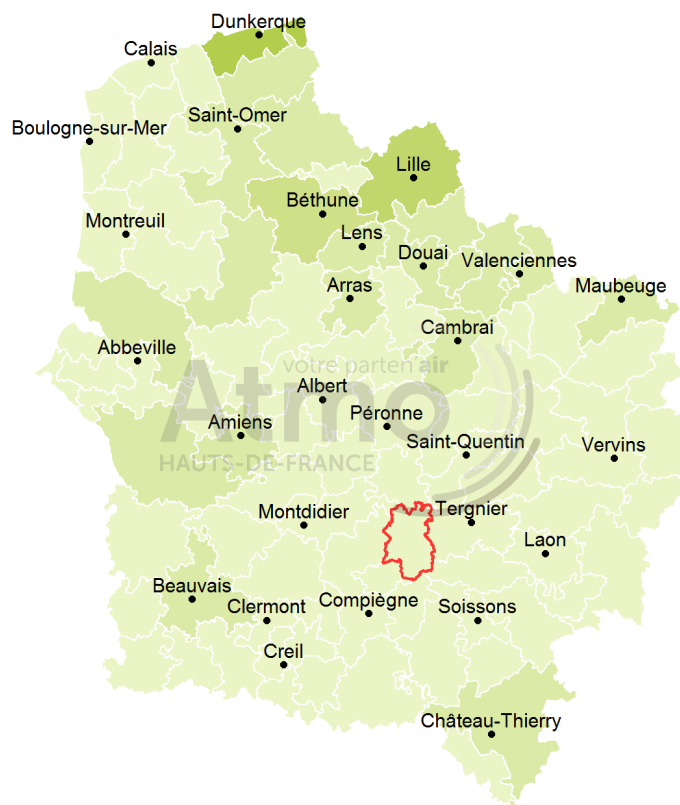 Dunkerque
Calais
Saint-Omer
Boulogne-sur-Mer
Lille
Béthune
Montreuil
Lens
Douai
Valenciennes
Arras
Maubeuge
Cambrai
Abbeville
votre parten'air
Atmo
Albert
Péronne
Amiens
Saint-Quentin
Vervins
HAUTS-DE-FRANCE
Montdidier
Tergnier
Laon
Beauvais
Clermont
Compiègne
Soissons
Creil
Château-Thierry